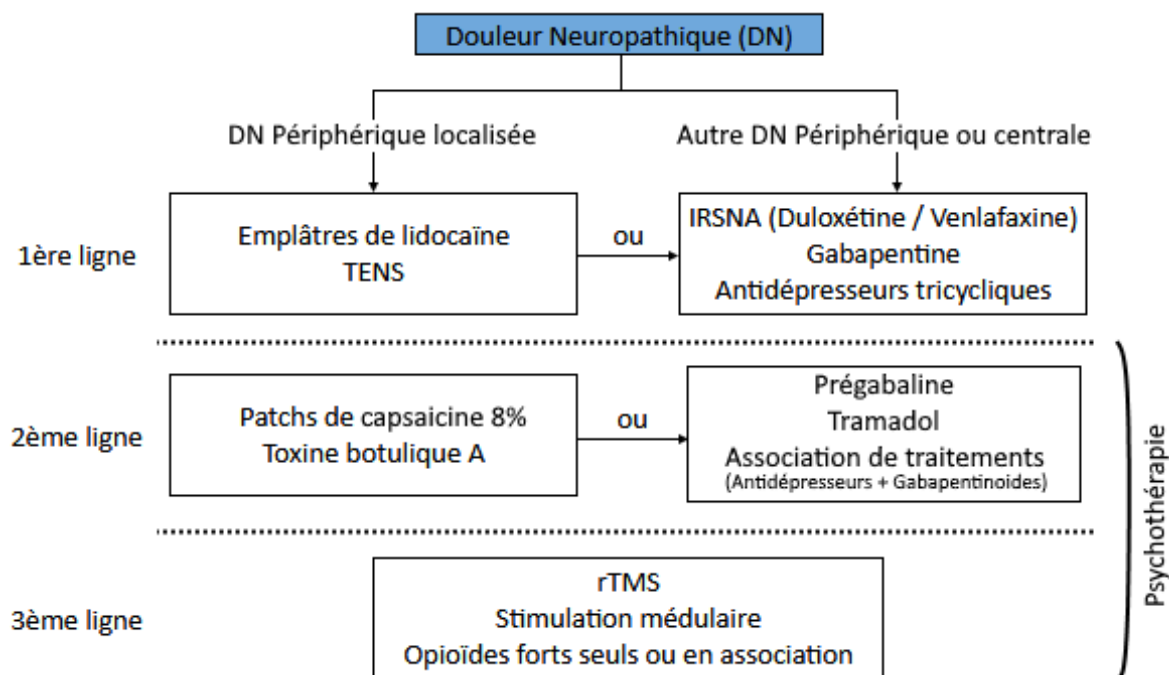 Douleur Neuropathique (DN)
DN Périphérique localisée
Autre DN Périphérique ou centrale
1ère ligne
Emplâtres de lidocaïne
TENS
ou
IRSNA (Duloxétine / Venlafaxine)
Gabapentine
Antidépresseurs tricycliques
2ème ligne
Patchs de capsaicine 8%
Toxine botulique A
ou
Prégabaline
Tramadol
Association de traitements
(Antidépresseurs + Gabapentinoides)
3ème ligne
rTMS
Stimulation médulaire
Opioïdes forts seuls ou en association
Psychothérapie